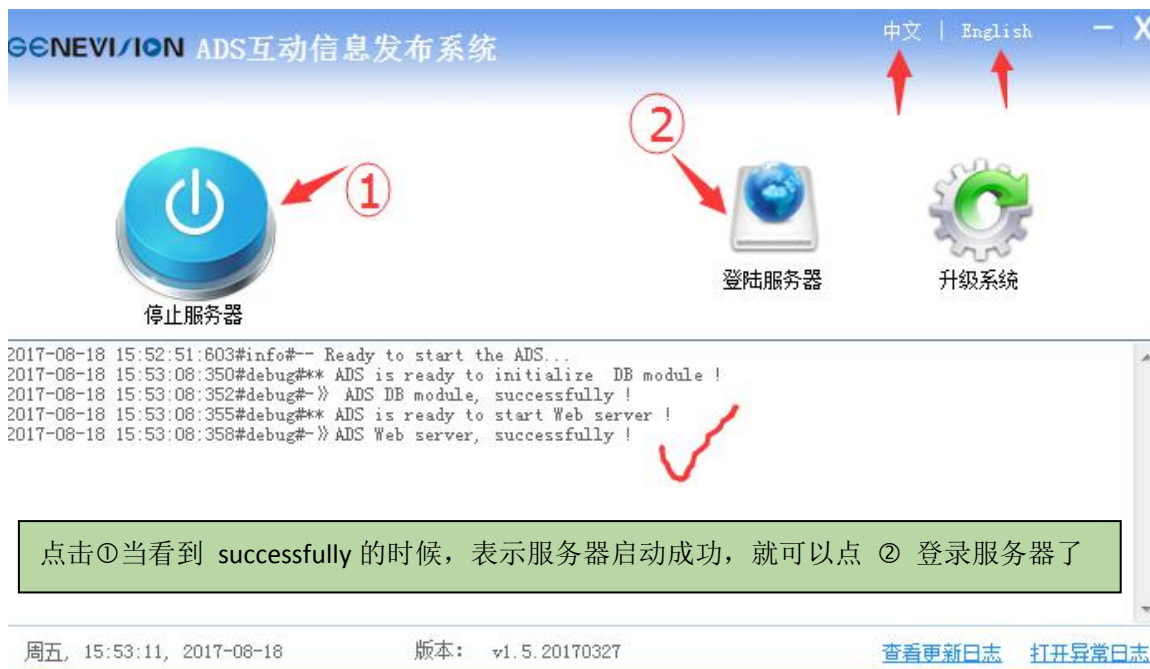 GENEVISION ADS互动信息发布系统
中文 | English
—
X
①
②
停止服务器
登陆服务器
升级系统
2017-08-18 15:52:51:603#info#-- Ready to start the ADS...
2017-08-18 15:53:08:350#debug#** ADS is ready to initialize DB module !
2017-08-18 15:53:08:352#debug#-》 ADS DB module, successfully !
2017-08-18 15:53:08:355#debug#** ADS is ready to start Web server !
2017-08-18 15:53:08:358#debug#-》ADS Web server, successfully !
点击①当看到 successfully 的时候，表示服务器启动成功，就可以点 ② 登录服务器了
周五, 15:53:11, 2017-08-18
版本: v1.5.20170327
查看更新日志
打开异常日志